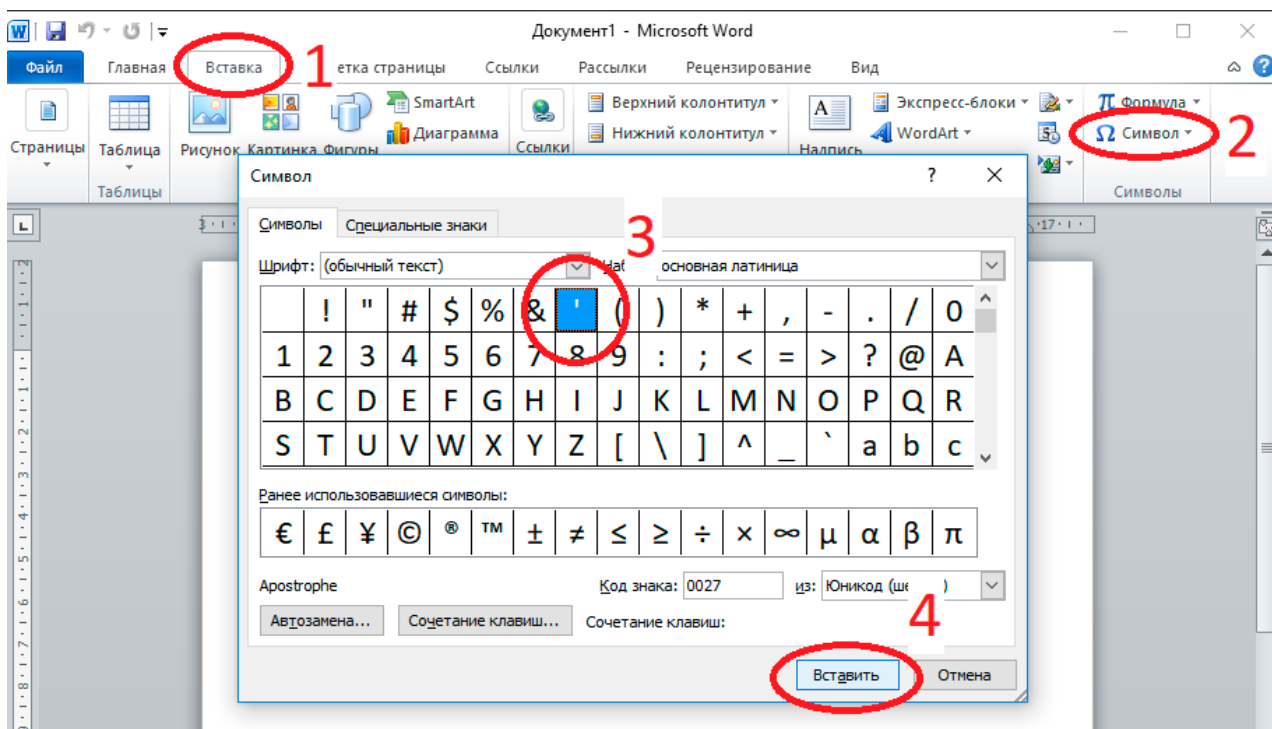 Документ1 - Microsoft Word
Файл Главная Вставка 1 етка страницы Ссылки Рассылки Рецензирование Вид
SmartArt Верхний колонтитул Экспресс-блоки π Формула
Диаграмма Нижний колонтитул WordArt Ω Символ 2
Страницы Таблица Рисунок Картинка Фигуры Ссылки Надпись
Таблицы Символы
Символ ? ×
Символы Специальные знаки 3
Шрифт: (обычный текст) основная латиница
! " # $ % & ' ( ) * + , - . / 0
1 2 3 4 5 6 7 8 9 : ; < = > ? @ A
B C D E F G H I J K L M N O P Q R
S T U V W X Y Z [ \ ] ^ _ ` a b c
Ранее использовавшиеся символы:
€ £ ¥ © ® ™ ± ≠ ≤ ≥ ÷ × ∞ µ α β π
Apostrophe Код знака: 0027 из: Юникод
4
Автозамена... Сочетание клавиш... Сочетание клавиш:
Вставить Отмена